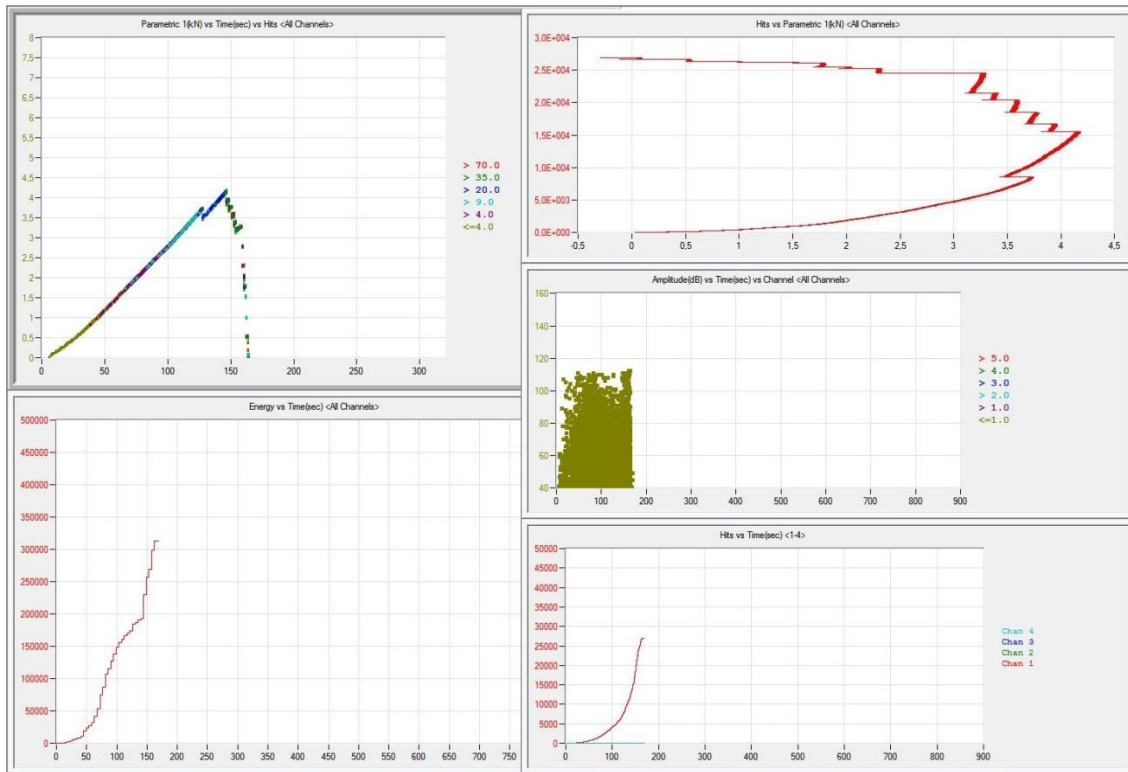 Parametric 1(kN) vs Time(sec) vs Hits <All Channels>
8
7,5
7
6,5
6
5,5
5
4,5
4
3,5
3
2,5
2
1,5
1
0,5
0
0 50 100 150 200 250 300
> 70.0
> 35.0
> 20.0
> 9.0
> 4.0
<=4.0
Hits vs Parametric 1(kN) <All Channels>
3,0E+004
2,5E+004
2,0E+004
1,5E+004
1,0E+004
5,0E+003
0,0E+000
-0,5 0 0,5 1 1,5 2 2,5 3 3,5 4 4,5
Amplitude(dB) vs Time(sec) vs Channel <All Channels>
160
140
120
100
80
60
40
0 100 200 300 400 500 600 700 800 900
> 5.0
> 4.0
> 3.0
> 2.0
> 1.0
<=1.0
Energy vs Time(sec) <All Channels>
500000
450000
400000
350000
300000
250000
200000
150000
100000
50000
0
0 50 100 150 200 250 300 350 400 450 500 550 600 650 700 750
Hits vs Time(sec) <1-4>
50000
45000
40000
35000
30000
25000
20000
15000
10000
5000
0
0 100 200 300 400 500 600 700 800 900
Chan 4
Chan 3
Chan 2
Chan 1